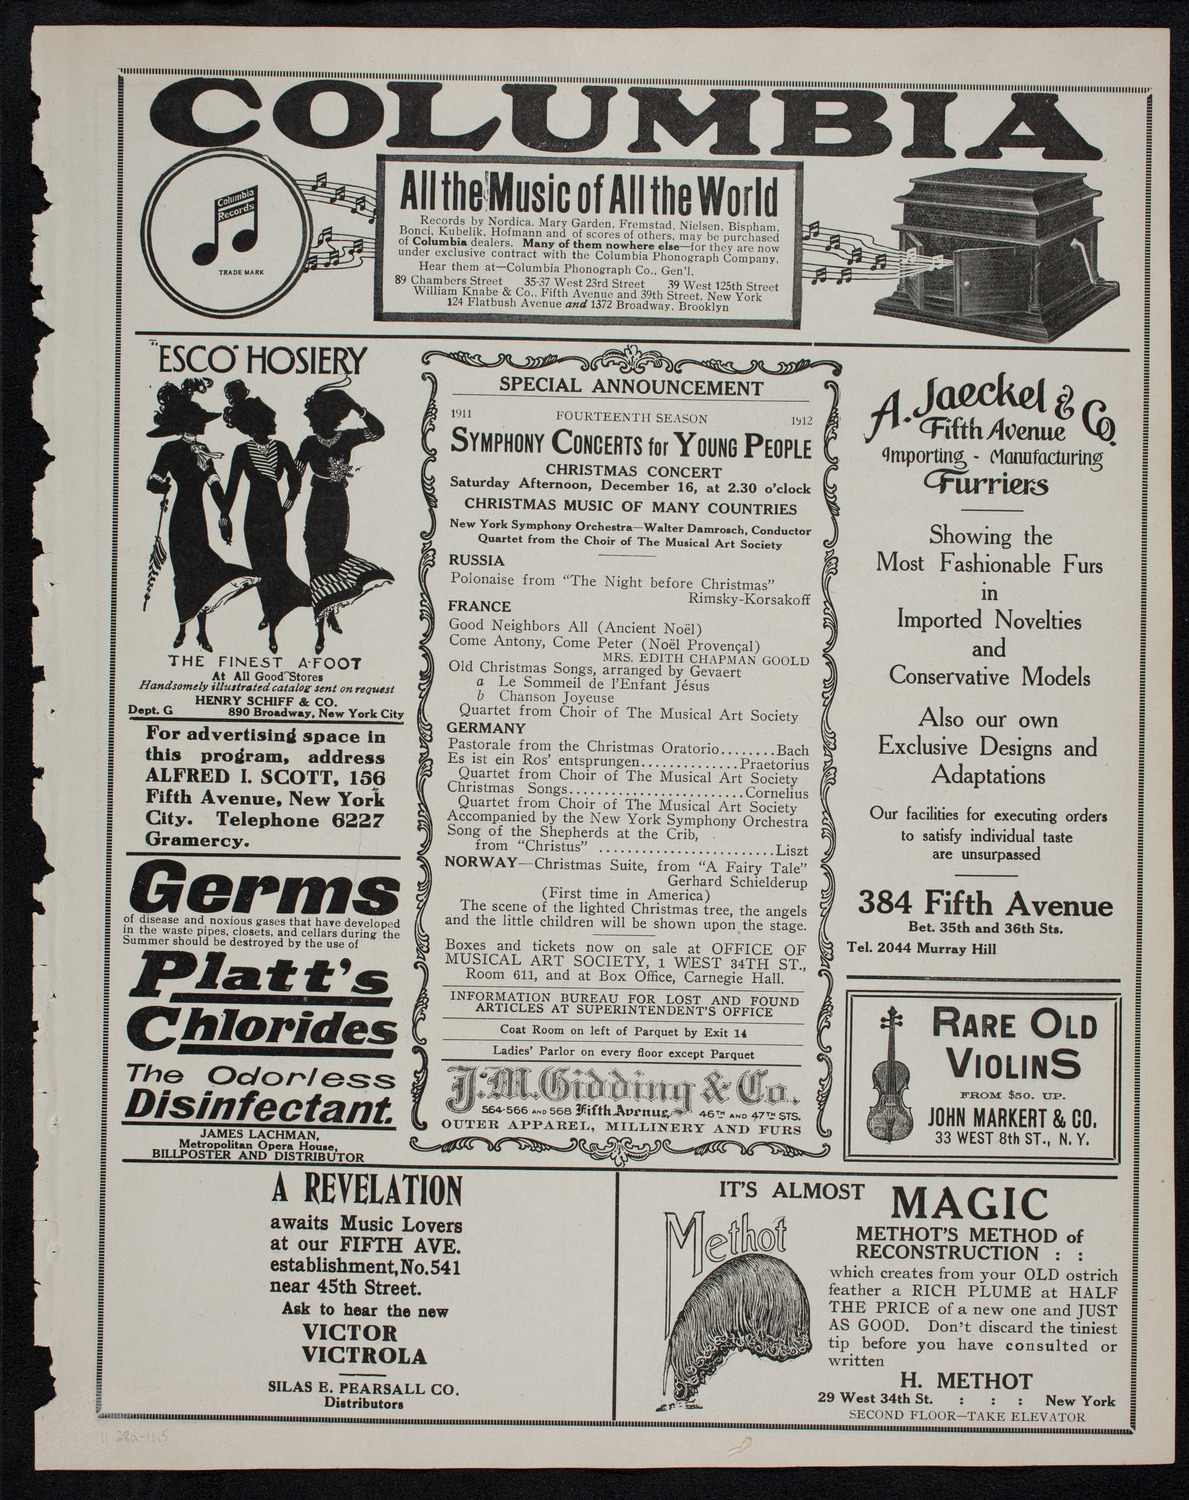 COLUMBIA
Columbia
Records
TRADE MARK
All the Music of All the World
Records by Nordica, Mary Garden, Fremstad, Nielsen, Bispham,
Bonci, Kubelik, Hofmann and of scores of others, may be purchased
of Columbia dealers. Many of them nowhere else—for they are now
under exclusive contract with the Columbia Phonograph Company.
Hear them at—Columbia Phonograph Co., Gen'l,
89 Chambers Street 35-37 West 23rd Street 39 West 125th Street
William Knabe & Co., Fifth Avenue and 39th Street, New York
124 Flatbush Avenue and 1372 Broadway, Brooklyn
"ESCO" HOSIERY
THE FINEST A-FOOT
At All Good Stores
Handsomely illustrated catalog sent on request
HENRY SCHIFF & CO.
Dept. G 890 Broadway, New York City
For advertising space in
this program, address
ALFRED I. SCOTT, 156
Fifth Avenue, New York
City. Telephone 6227
Gramercy.
Germs
of disease and noxious gases that have developed
in the waste pipes, closets, and cellars during the
Summer should be destroyed by the use of
Platt's
Chlorides
The Odorless
Disinfectant.
JAMES LACHMAN,
Metropolitan Opera House,
BILLPOSTER AND DISTRIBUTOR
SPECIAL ANNOUNCEMENT
1911 FOURTEENTH SEASON 1912
SYMPHONY CONCERTS for YOUNG PEOPLE
CHRISTMAS CONCERT
Saturday Afternoon, December 16, at 2.30 o'clock
CHRISTMAS MUSIC OF MANY COUNTRIES
New York Symphony Orchestra—Walter Damrosch, Conductor
Quartet from the Choir of The Musical Art Society
RUSSIA
Polonaise from "The Night before Christmas"
Rimsky-Korsakoff
FRANCE
Good Neighbors All (Ancient Noël)
Come Antony, Come Peter (Noël Provençal)
MRS. EDITH CHAPMAN GOOLD
Old Christmas Songs, arranged by Gevaert
a Le Sommeil de l'Enfant Jésus
b Chanson Joyeuse
Quartet from Choir of The Musical Art Society
GERMANY
Pastorale from the Christmas Oratorio........Bach
Es ist ein Ros' entsprungen.............Praetorius
Quartet from Choir of The Musical Art Society
Christmas Songs..........................Cornelius
Quartet from Choir of The Musical Art Society
Accompanied by the New York Symphony Orchestra
Song of the Shepherds at the Crib,
from "Christus" ..........................Liszt
NORWAY—Christmas Suite, from "A Fairy Tale"
Gerhard Schielderup
(First time in America)
The scene of the lighted Christmas tree, the angels
and the little children will be shown upon the stage.
Boxes and tickets now on sale at OFFICE OF
MUSICAL ART SOCIETY, 1 WEST 34TH ST.,
Room 611, and at Box Office, Carnegie Hall.
INFORMATION BUREAU FOR LOST AND FOUND
ARTICLES AT SUPERINTENDENT'S OFFICE
Coat Room on left of Parquet by Exit 14
Ladies' Parlor on every floor except Parquet
J.M. Gidding & Co.
564-566 AND 568 Fifth Avenue, 46TH AND 47TH STS.
OUTER APPAREL, MILLINERY AND FURS
A. Jaeckel & Co.
Fifth Avenue
Importing - Manufacturing
Furriers
Showing the
Most Fashionable Furs
in
Imported Novelties
and
Conservative Models
Also our own
Exclusive Designs and
Adaptations
Our facilities for executing orders
to satisfy individual taste
are unsurpassed
384 Fifth Avenue
Bet. 35th and 36th Sts.
Tel. 2044 Murray Hill
RARE OLD
VIOLINS
FROM $50. UP.
JOHN MARKERT & CO.
33 WEST 8th ST., N. Y.
A REVELATION
awaits Music Lovers
at our FIFTH AVE.
establishment, No. 541
near 45th Street.
Ask to hear the new
VICTOR
VICTROLA
SILAS E. PEARSALL CO.
Distributors
IT'S ALMOST MAGIC
Methot
METHOT'S METHOD of
RECONSTRUCTION : :
which creates from your OLD ostrich
feather a RICH PLUME at HALF
THE PRICE of a new one and JUST
AS GOOD. Don't discard the tiniest
tip before you have consulted or
written
H. METHOT
29 West 34th St. : : : New York
SECOND FLOOR—TAKE ELEVATOR
11-28a-11.5